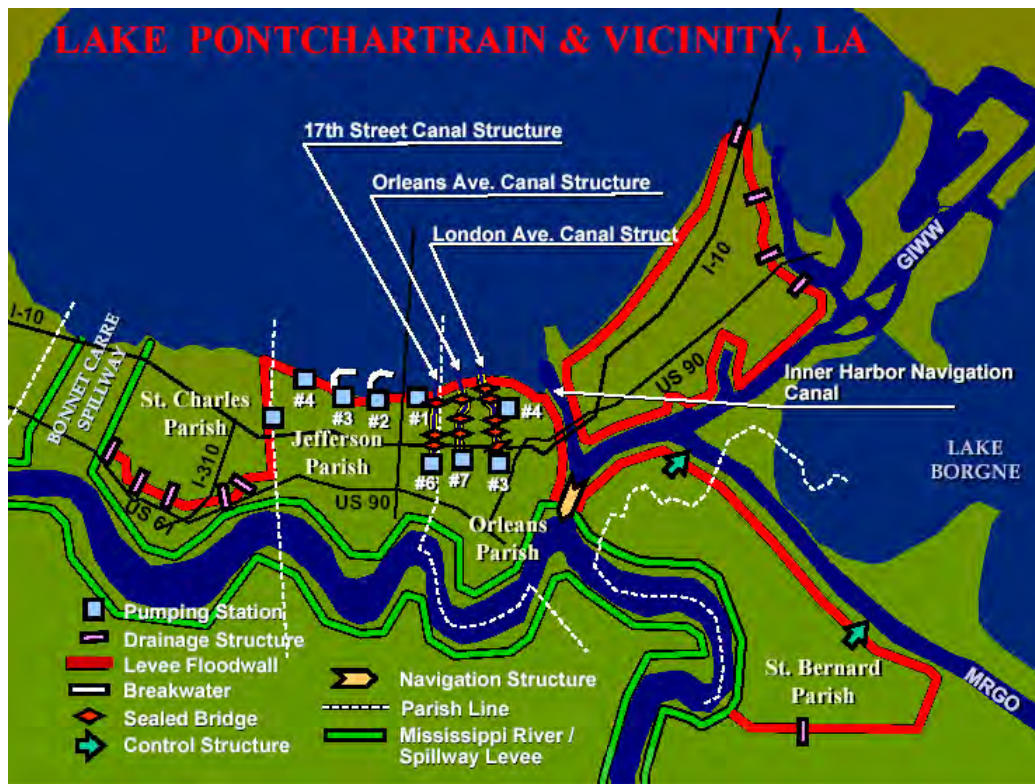 LAKE PONTCHARTRAIN & VICINITY, LA
17th Street Canal Structure
Orleans Ave. Canal Structure
London Ave. Canal Struct
I-10
GIWW
I-10
BONNET CARRE
SPILLWAY
US 90
Inner Harbor Navigation
Canal
St. Charles
Parish
#4
#3
#2
#1
#4
Jefferson
Parish
LAKE
BORGNE
I-310
#6
#7
#3
US 61
US 90
Orleans
Parish
Pumping Station
Drainage Structure
Levee Floodwall
Breakwater
Sealed Bridge
Control Structure
Navigation Structure
Parish Line
Mississippi River /
Spillway Levee
St. Bernard
Parish
MRGO